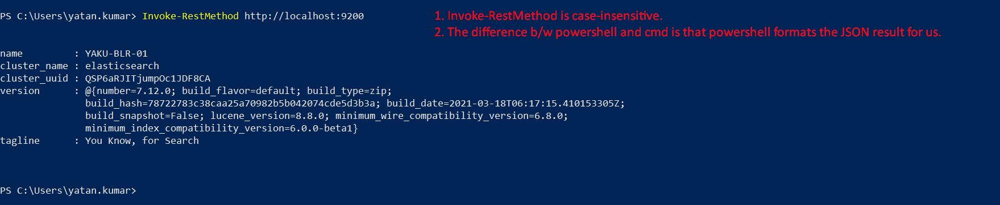 PS C:\Users\yatan.kumar> Invoke-RestMethod http://localhost:9200
1. Invoke-RestMethod is case-insensitive.
2. The difference b/w powershell and cmd is that powershell formats the JSON result for us.
name : YAKU-BLR-01
cluster_name : elasticsearch
cluster_uuid : QSP6aRJITjumpOc1JDF8CA
version : @{number=7.12.0; build_flavor=default; build_type=zip;
build_hash=78722783c38caa25a70982b5b042074cde5d3b3a; build_date=2021-03-18T06:17:15.410153305Z;
build_snapshot=False; lucene_version=8.8.0; minimum_wire_compatibility_version=6.8.0;
minimum_index_compatibility_version=6.0.0-beta1}
tagline : You Know, for Search
PS C:\Users\yatan.kumar>